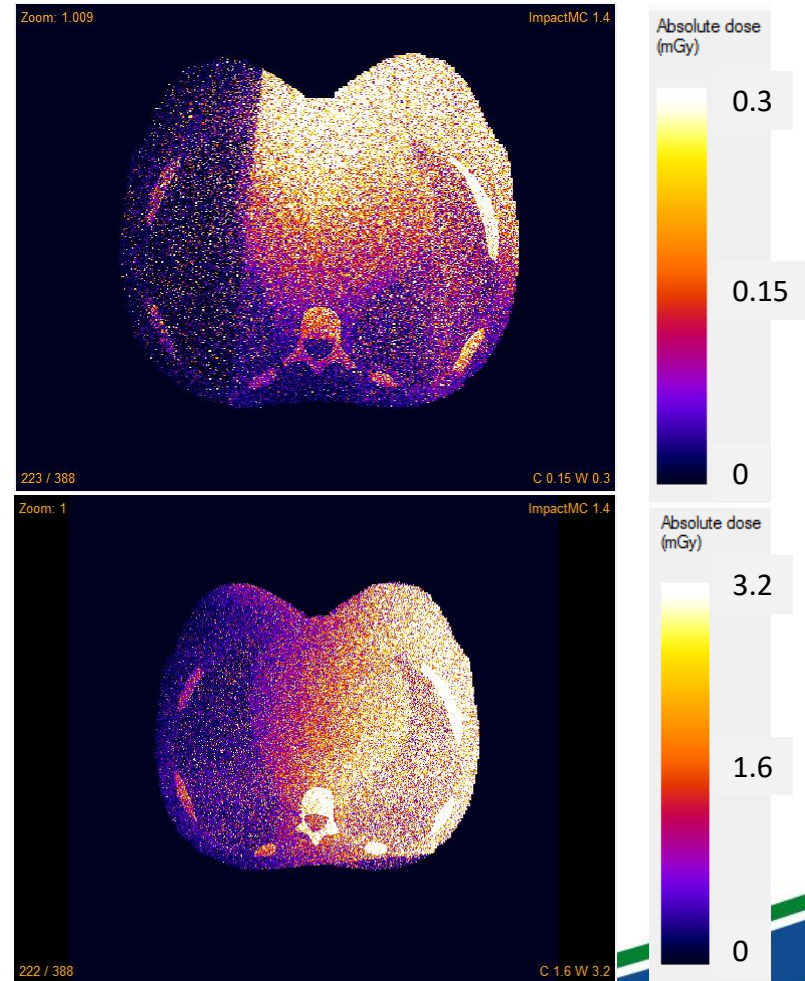 Zoom: 1.009
ImpactMC 1.4
223 / 388
C 0.15 W 0.3
Absolute dose
(mGy)
0.3
0.15
0
Zoom: 1
ImpactMC 1.4
222 / 388
C 1.6 W 3.2
Absolute dose
(mGy)
3.2
1.6
0